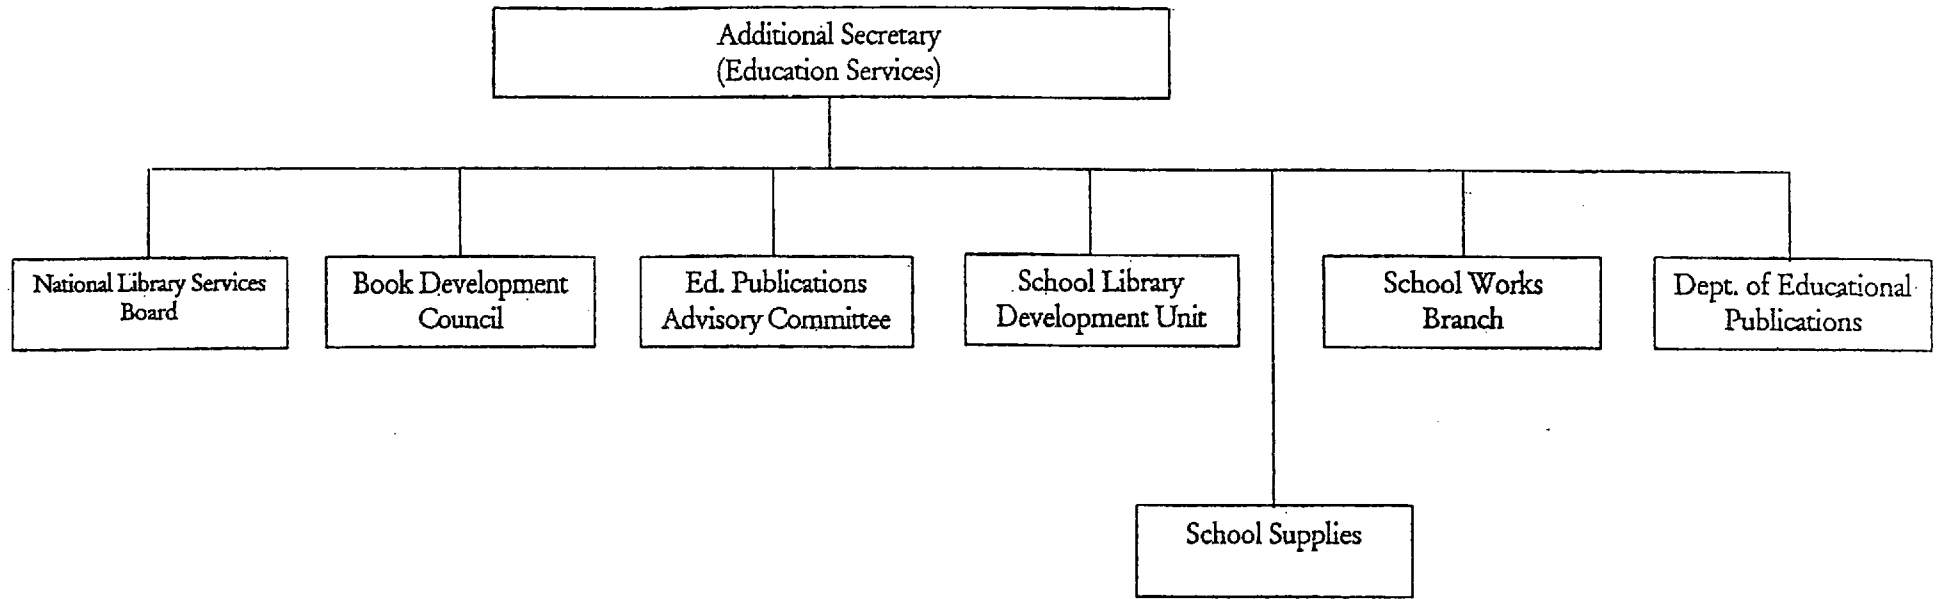 Additional Secretary
(Education Services)
National Library Services
Board
Book Development
Council
Ed. Publications
Advisory Committee
School Library
Development Unit
School Works
Branch
Dept. of Educational
Publications
School Supplies